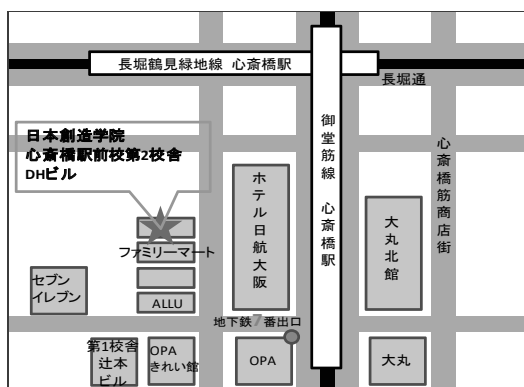 長堀鶴見緑地線 心斎橋駅
長堀通
日本創造学院
心斎橋駅前校第2校舎
DHビル
御堂筋線 心斎橋駅
心斎橋筋商店街
ホテル日航大阪
大丸北館
ファミリーマート
セブン
イレブン
ALLU
地下鉄7番出口
第1校舎
辻本
ビル
OPA
きれい館
OPA
大丸